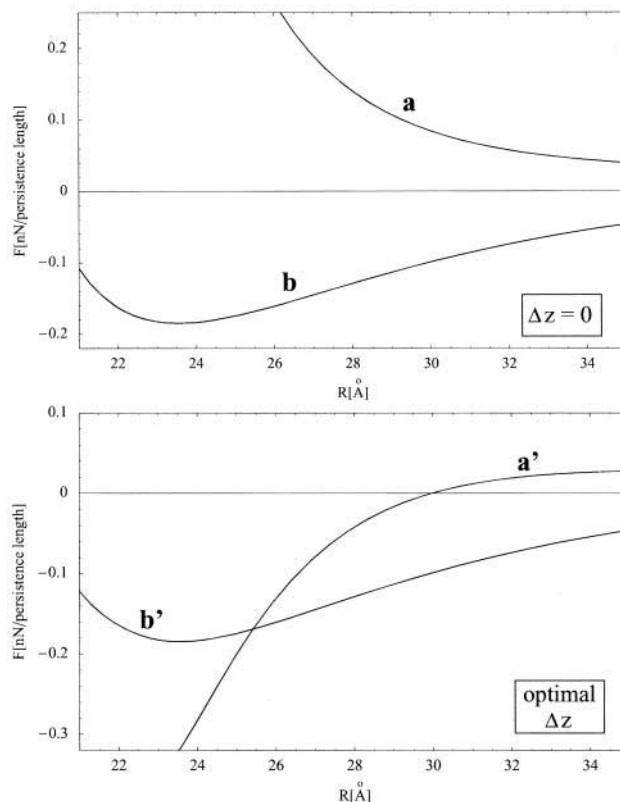 0.2
0.1
0
−0.1
−0.2
F[nN/persistence length]
a
b
Δz = 0
22 24 26 28 30 32 34
R[Å]
0.1
0
−0.1
−0.2
−0.3
F[nN/persistence length]
a’
b’
optimal
Δz
22 24 26 28 30 32 34
R[Å]